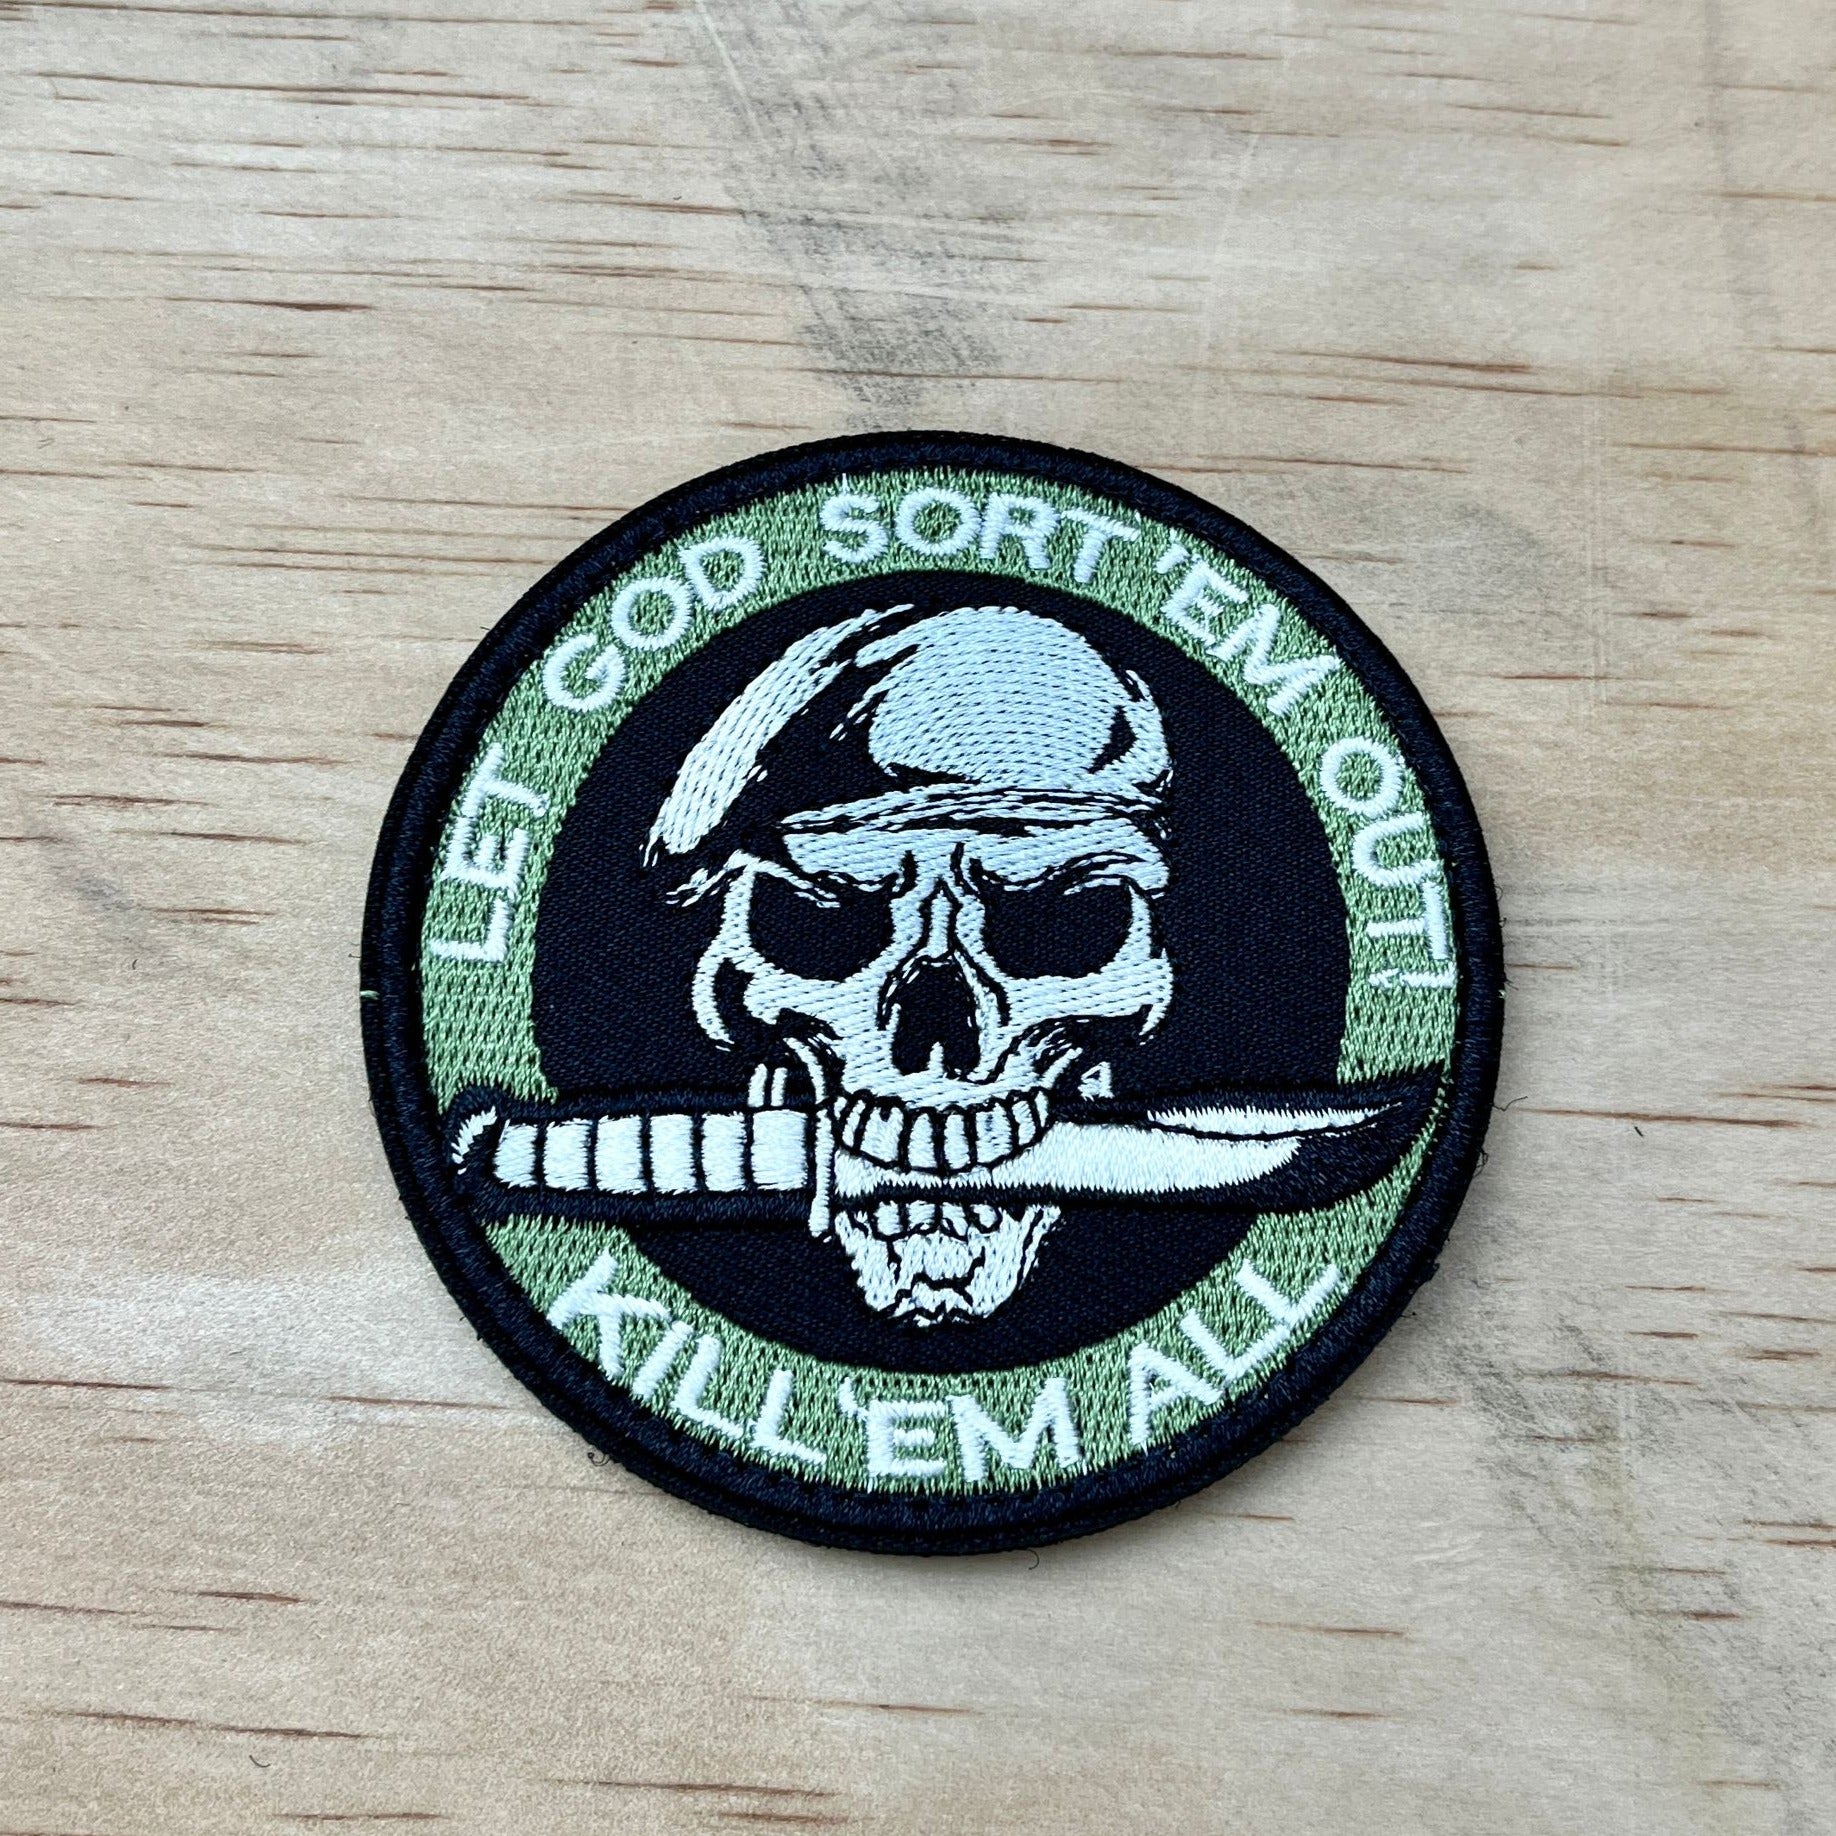 LET GOD SORT 'EM OUT!
KILL 'EM ALL